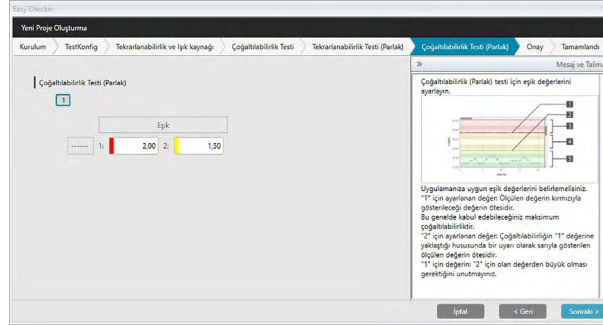 Easy Checker
Yeni Proje Oluşturma
Kurulum
TestKonfig
Tekrarlanabilirlik ve Işık kaynağı
Çoğaltılabilirlik Testi
Tekrarlanabilirlik Testi (Parlak)
Çoğaltılabilirlik Testi (Parlak)
Onay
Tamamlandı
» Mesaj ve Talima
Çoğaltılabilirlik Testi (Parlak)
1
Eşik
------ 1: 2,00 2: 1,50
Çoğaltılabilirlik (Parlak) testi için eşik değerlerini
ayarlayın.
1
2
3
4
5
Uygulamanıza uygun eşik değerlerini belirlemelisiniz.
"1" için ayarlanan değer: Ölçülen değerin kırmızıyla
gösterileceği değerin ötesidir.
Bu genelde kabul edebileceğiniz maksimum
çoğaltılabilirliktir.
"2" için ayarlanan değer: Çoğaltılabilirliğin "1" değerine
yaklaştığı hususunda bir uyarı olarak sarıyla gösterilen
ölçülen değerin ötesidir.
"1" için değerin: "2" için olan değerden büyük olması
gerektiğini unutmayınız.
İptal
< Geri
Sonraki >